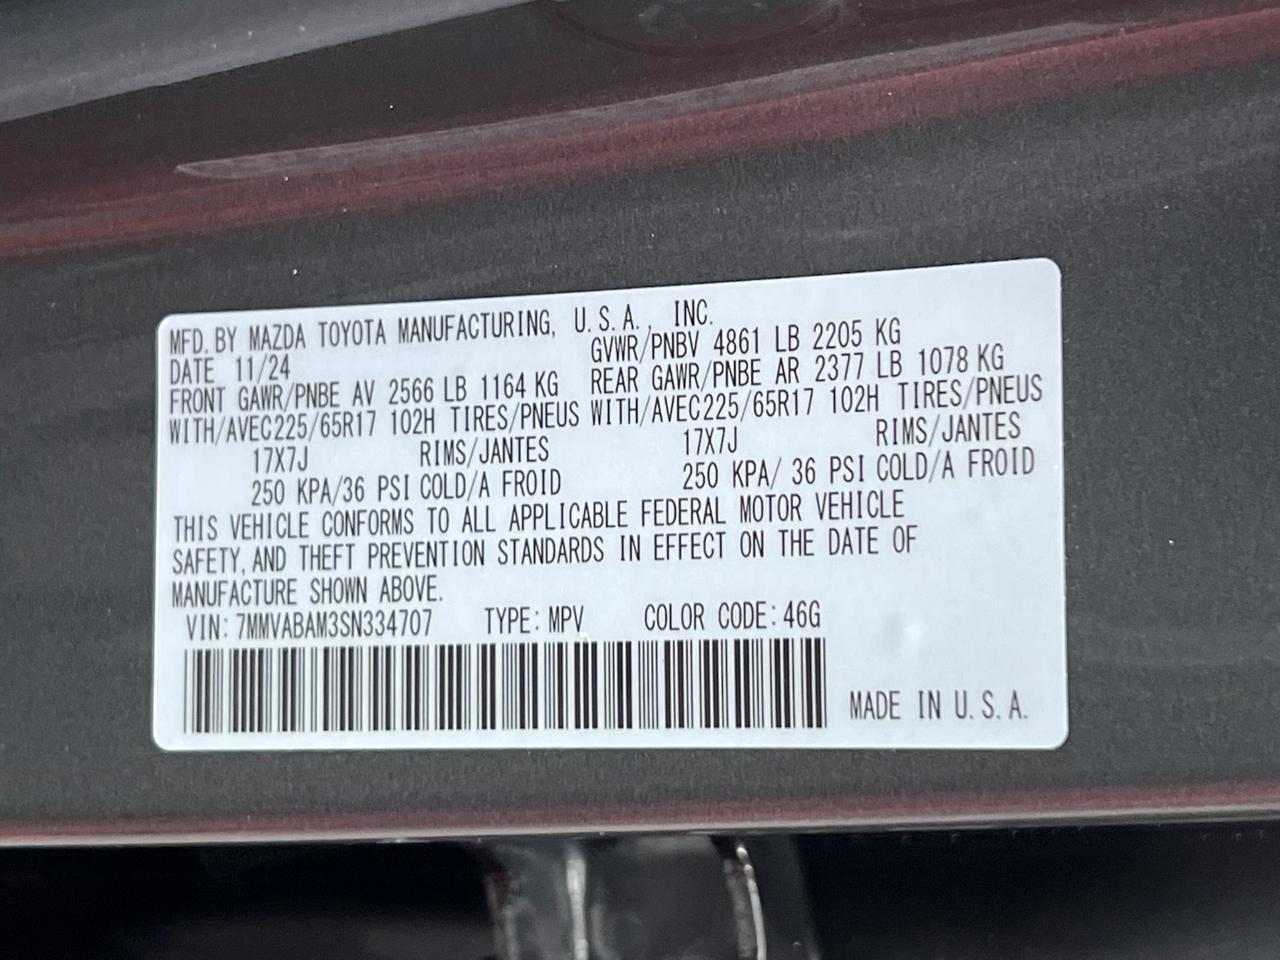 MFD. BY MAZDA TOYOTA MANUFACTURING, U.S.A., INC.
DATE 11/24 GVWR/PNBV 4861 LB 2205 KG
FRONT GAWR/PNBE AV 2566 LB 1164 KG REAR GAWR/PNBE AR 2377 LB 1078 KG
WITH/AVEC225/65R17 102H TIRES/PNEUS WITH/AVEC225/65R17 102H TIRES/PNEUS
17X7J RIMS/JANTES 17X7J RIMS/JANTES
250 KPA/36 PSI COLD/A FROID 250 KPA/ 36 PSI COLD/A FROID
THIS VEHICLE CONFORMS TO ALL APPLICABLE FEDERAL MOTOR VEHICLE
SAFETY, AND THEFT PREVENTION STANDARDS IN EFFECT ON THE DATE OF
MANUFACTURE SHOWN ABOVE.
VIN: 7MMVABAM3SN334707 TYPE: MPV COLOR CODE: 46G
MADE IN U.S.A.